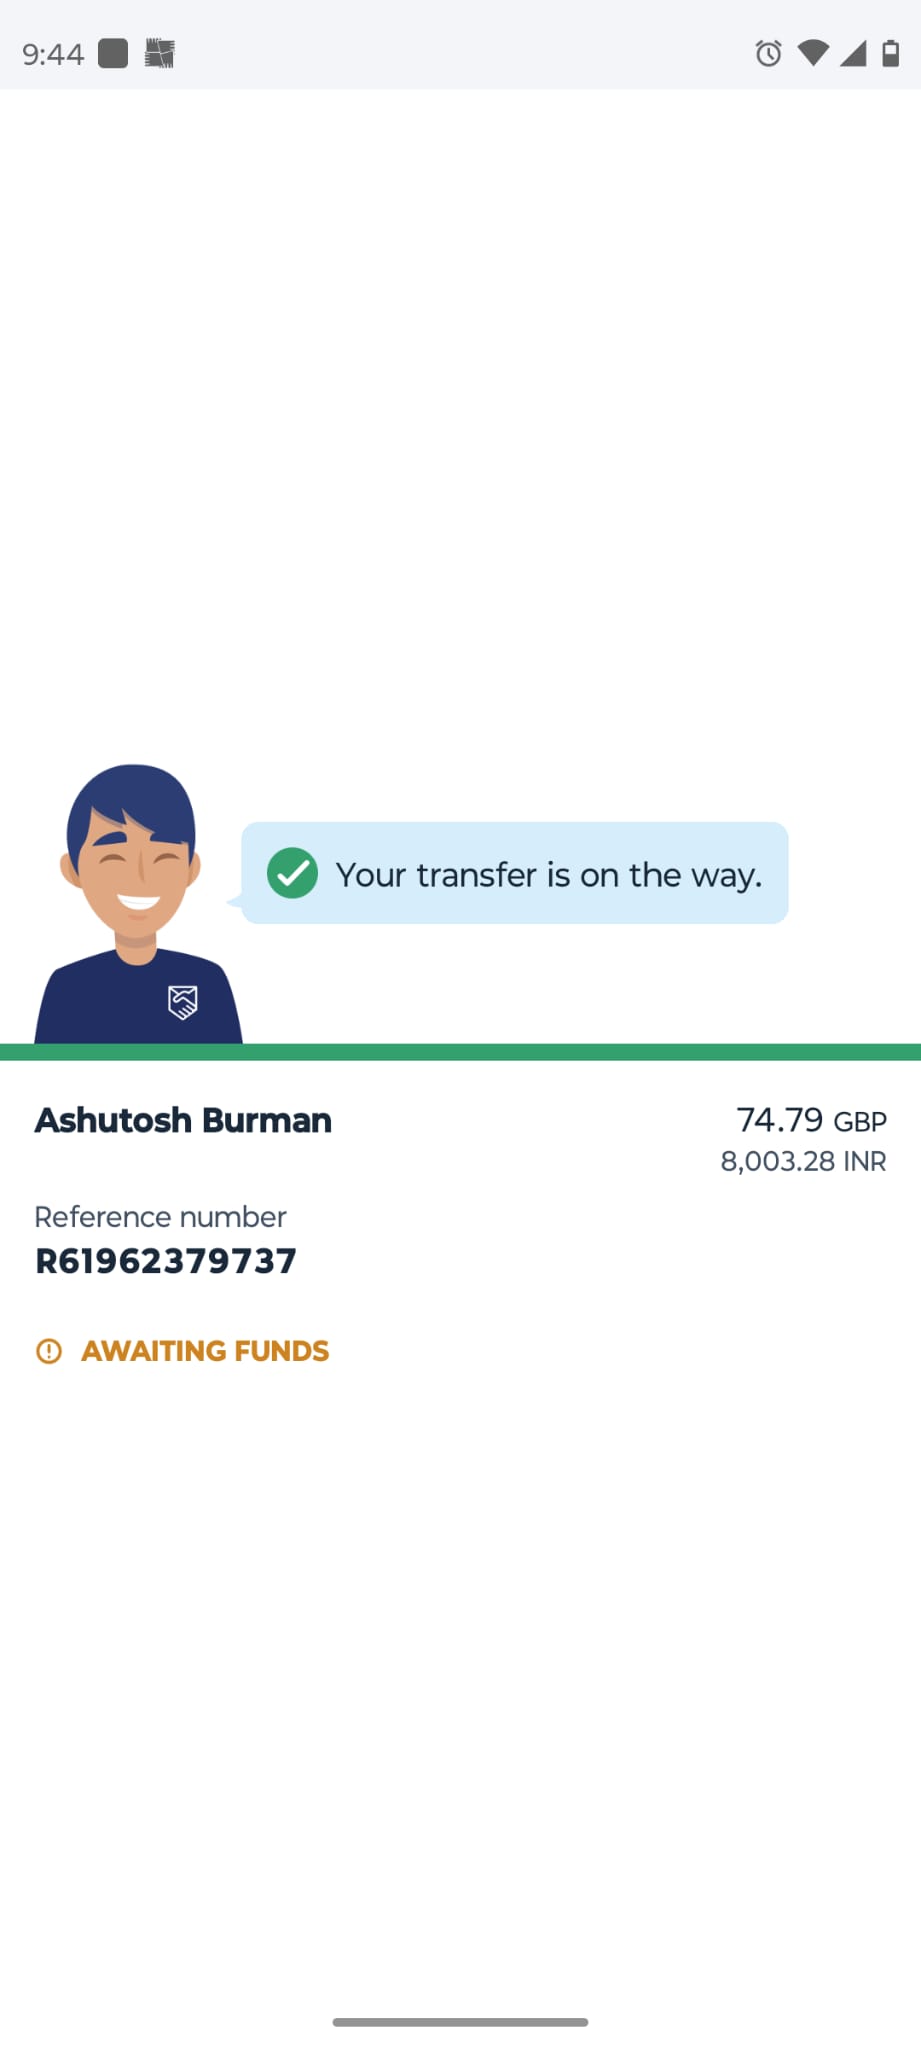 9:44
Your transfer is on the way.
Ashutosh Burman
74.79 GBP
8,003.28 INR
Reference number
R61962379737
AWAITING FUNDS